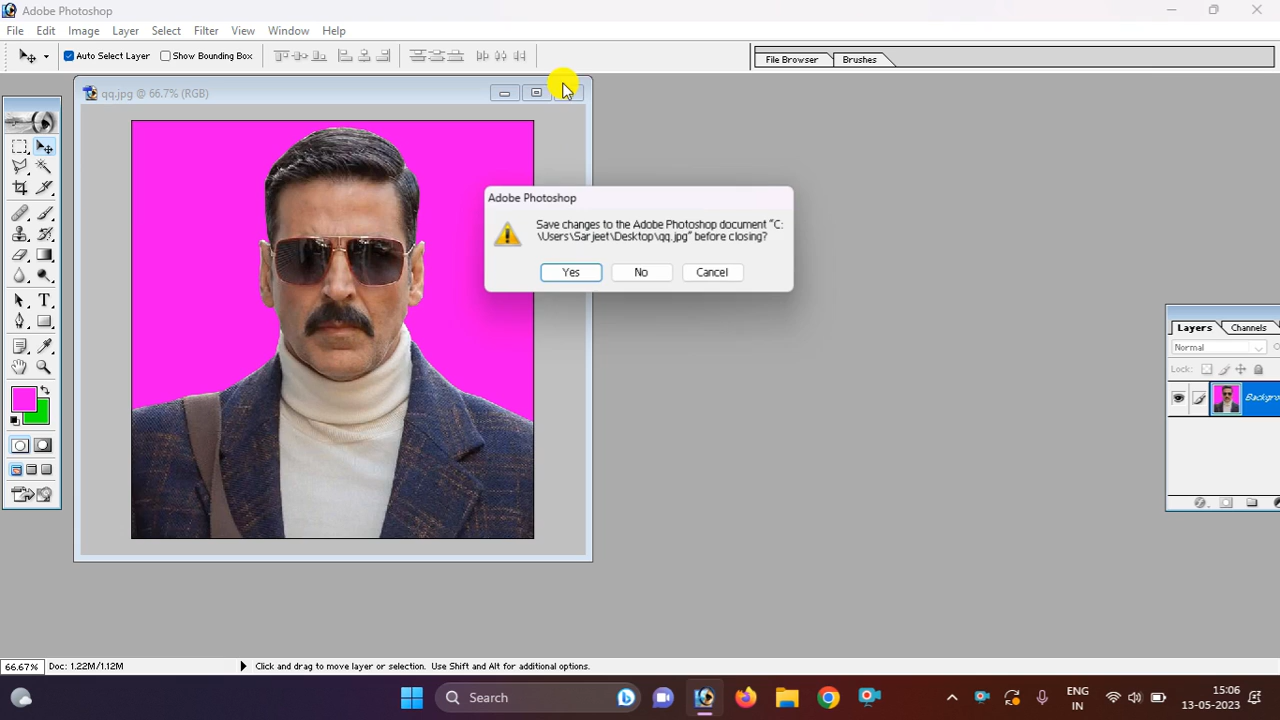 Adobe Photoshop
File Edit Image Layer Select Filter View Window Help
Auto Select Layer Show Bounding Box
File Browser Brushes
qq.jpg @ 66.7% (RGB)
Adobe Photoshop
Save changes to the Adobe Photoshop document "C:
\Users\Sarjeet\Desktop\qq.jpg" before closing?
Yes No Cancel
Layers Channels
Normal
Lock:
Backgro
66.67% Doc: 1.22M/1.12M Click and drag to move layer or selection. Use Shift and Alt for additional options.
Search
ENG
IN
15:06
13-05-2023